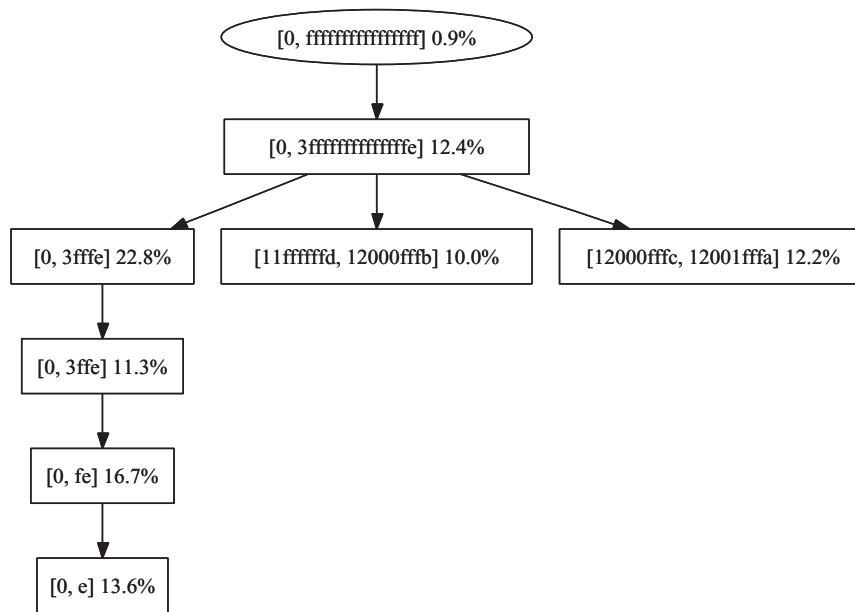 [0, ffffffffffffffff] 0.9%
[0, 3ffffffffffffffe] 12.4%
[0, 3fffe] 22.8%
[11ffffffd, 12000fffb] 10.0%
[12000fffc, 12001fffa] 12.2%
[0, 3ffe] 11.3%
[0, fe] 16.7%
[0, e] 13.6%